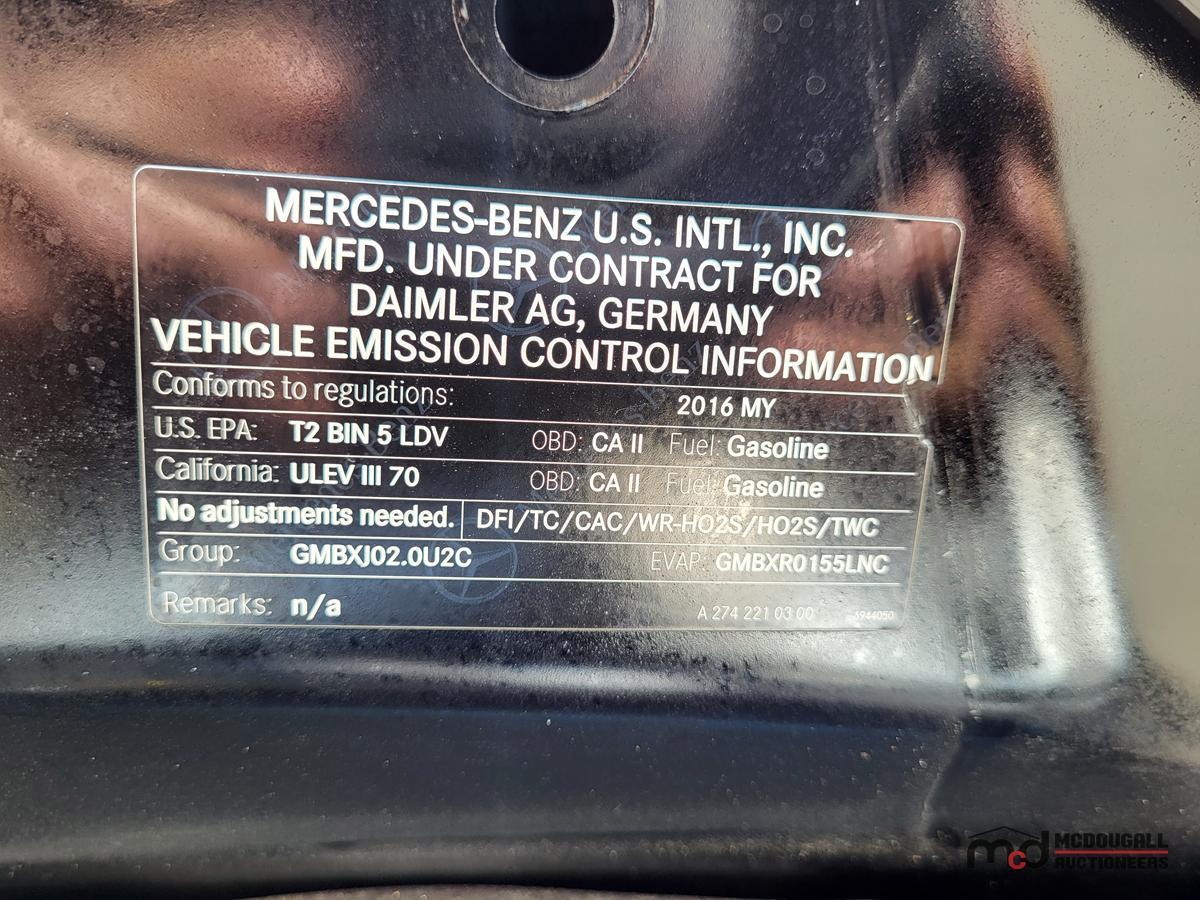 MERCEDES-BENZ U.S. INTL., INC.
MFD. UNDER CONTRACT FOR
DAIMLER AG, GERMANY
VEHICLE EMISSION CONTROL INFORMATION
Conforms to regulations: 2016 MY
U.S. EPA: T2 BIN 5 LDV OBD: CA II Fuel: Gasoline
California: ULEV III 70 OBD: CA II Fuel: Gasoline
No adjustments needed. DFI/TC/CAC/WR-HO2S/HO2S/TWC
Group: GMBXJ02.0U2C EVAP: GMBXR0155LNC
Remarks: n/a A 274 221 03 00
mcd MCDOUGALL
AUCTIONEERS